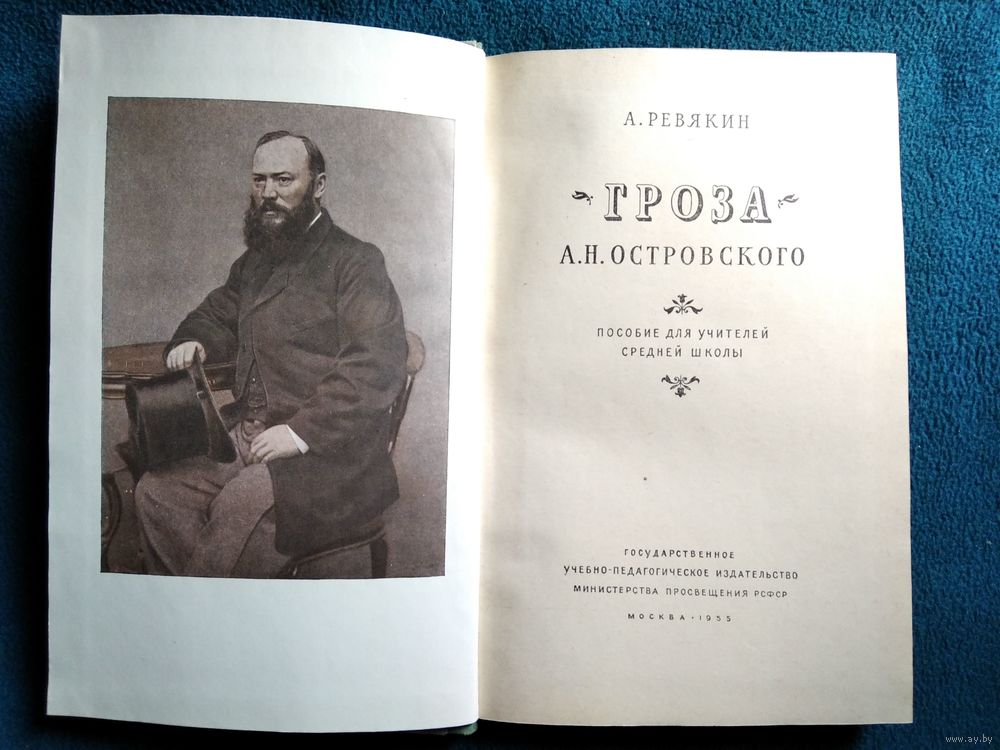 А. РЕВЯКИН
ГРОЗА
А.Н. ОСТРОВСКОГО
ПОСОБИЕ ДЛЯ УЧИТЕЛЕЙ
СРЕДНЕЙ ШКОЛЫ
ГОСУДАРСТВЕННОЕ
УЧЕБНО-ПЕДАГОГИЧЕСКОЕ ИЗДАТЕЛЬСТВО
МИНИСТЕРСТВА ПРОСВЕЩЕНИЯ РСФСР
МОСКВА · 1955
www.ay.by